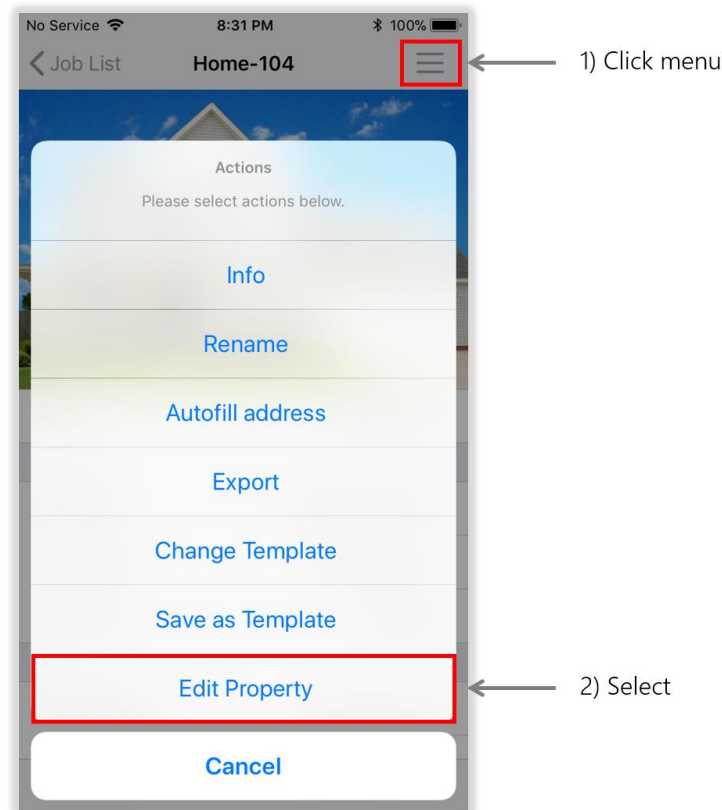 No Service 8:31 PM 100%
Job List Home-104
1) Click menu
Actions
Please select actions below.
Info
Rename
Autofill address
Export
Change Template
Save as Template
Edit Property
2) Select
Cancel